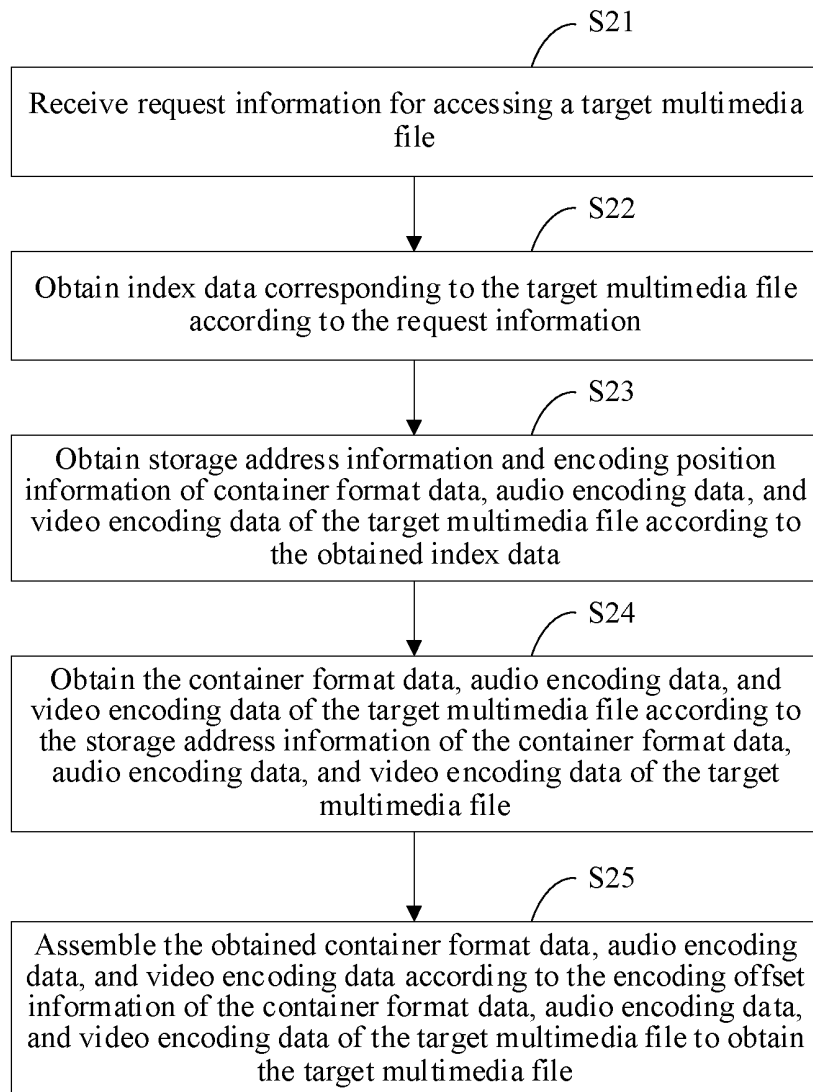 S21
Receive request information for accessing a target multimedia
file
S22
Obtain index data corresponding to the target multimedia file
according to the request information
S23
Obtain storage address information and encoding position
information of container format data, audio encoding data, and
video encoding data of the target multimedia file according to
the obtained index data
S24
Obtain the container format data, audio encoding data, and
video encoding data of the target multimedia file according to
the storage address information of the container format data,
audio encoding data, and video encoding data of the target
multimedia file
S25
Assemble the obtained container format data, audio encoding
data, and video encoding data according to the encoding offset
information of the container format data, audio encoding data,
and video encoding data of the target multimedia file to obtain
the target multimedia file